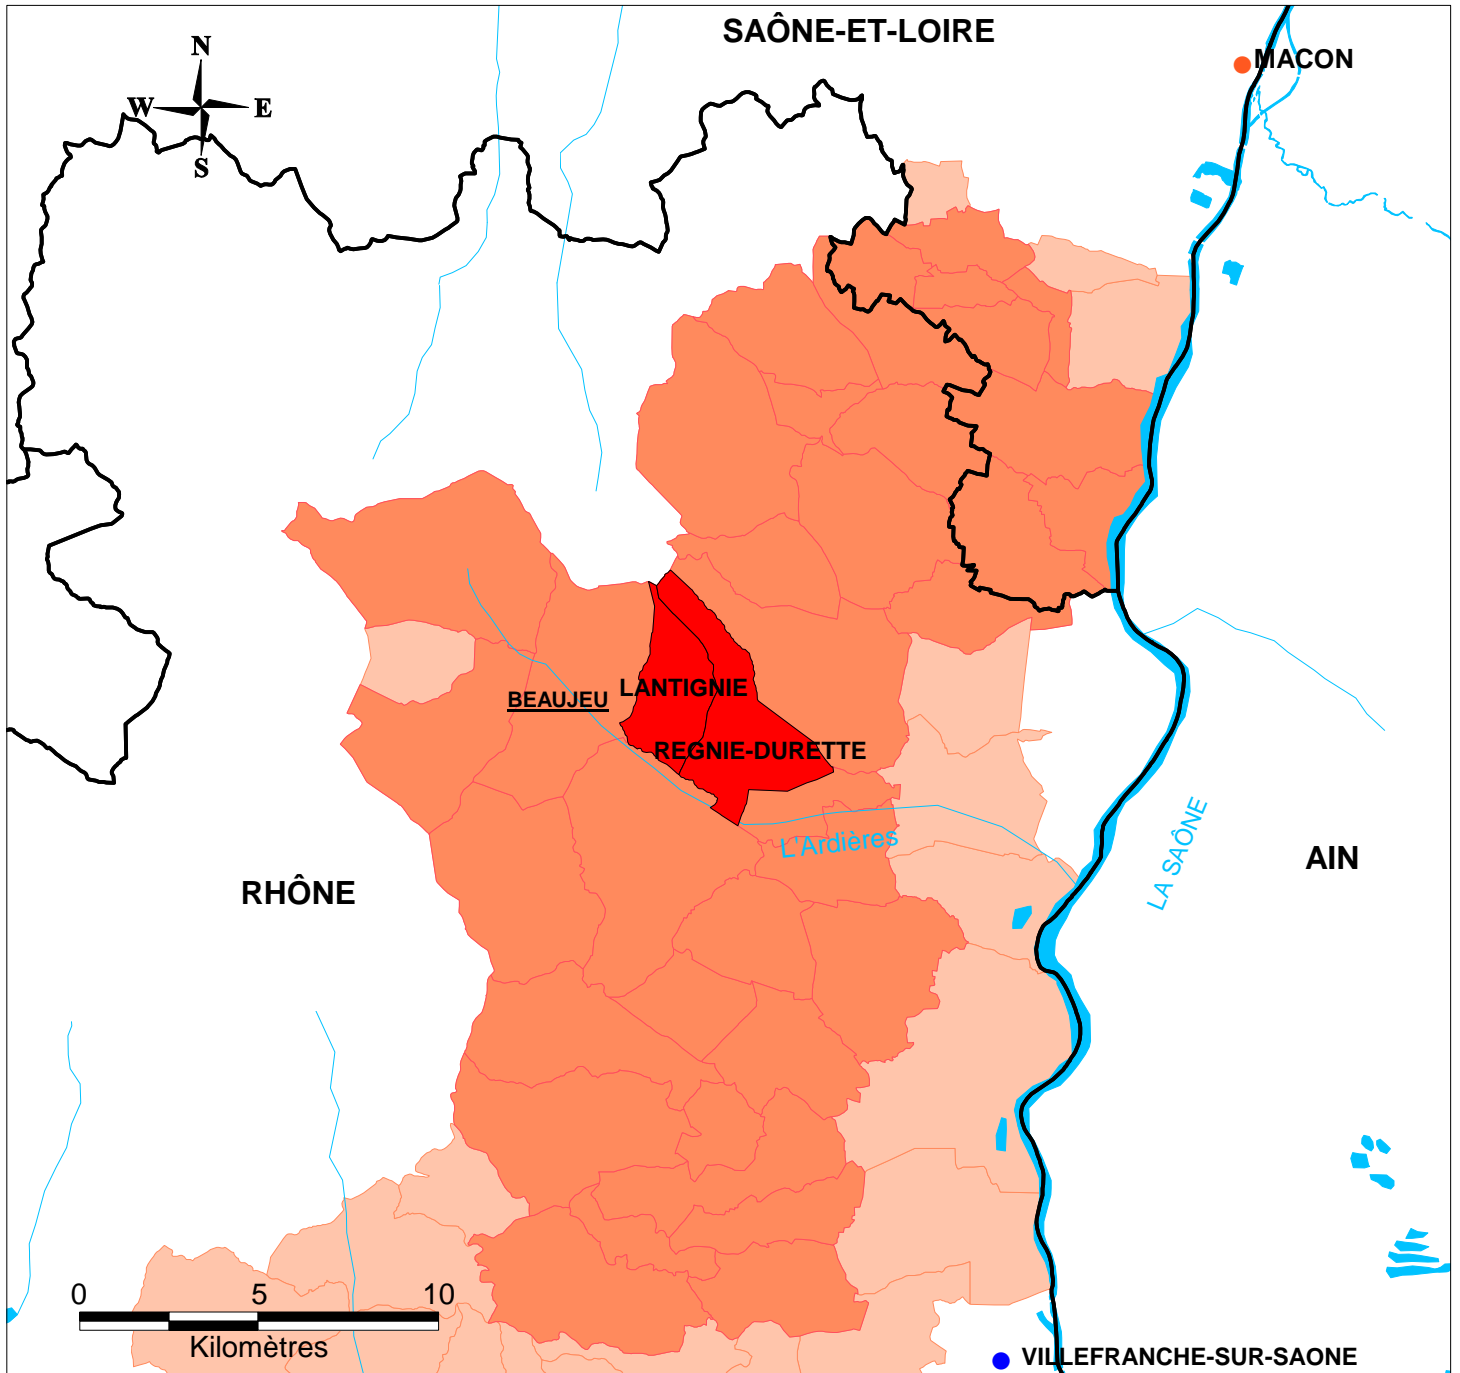 SAÔNE-ET-LOIRE
N
MACON
W
E
S
LANTIGNIE
BEAUJEU
REGNIE-DURETTE
L'Ardières
LA SAÔNE
AIN
RHÔNE
0 5 10
Kilomètres
VILLEFRANCHE-SUR-SAONE